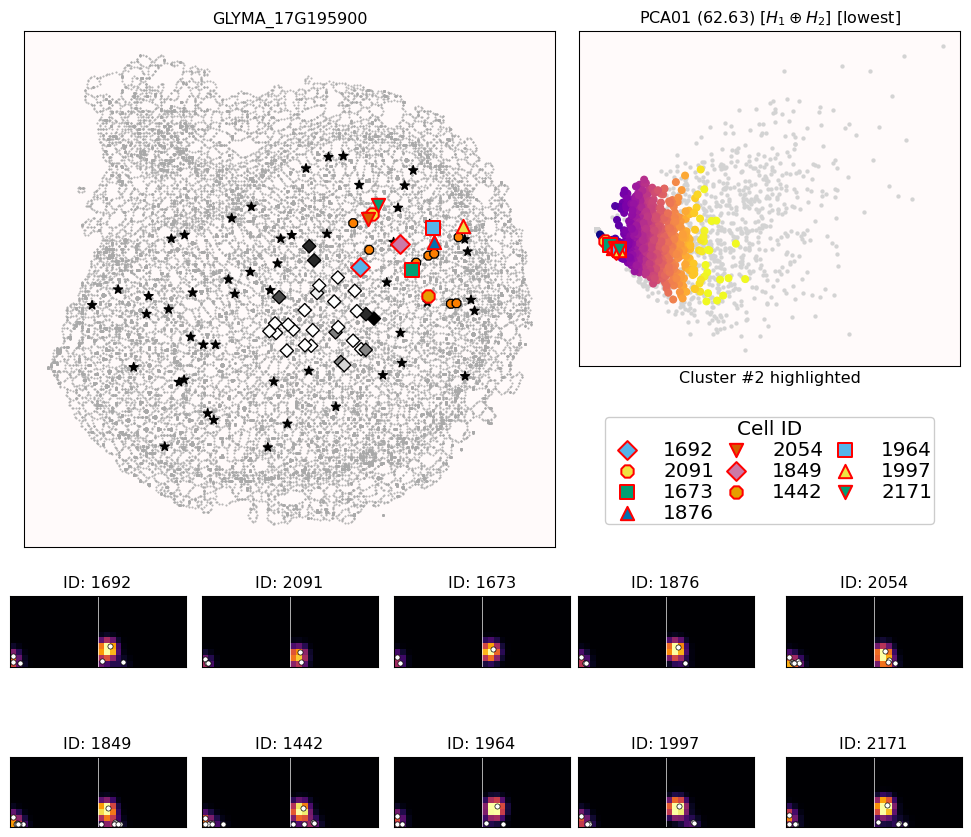 GLYMA_17G195900
PCA01 (62.63) [H₁ ⊕ H₂] [lowest]
Cluster #2 highlighted
Cell ID
1692 2054 1964
2091 1849 1997
1673 1442 2171
1876
ID: 1692 ID: 2091 ID: 1673 ID: 1876 ID: 2054
ID: 1849 ID: 1442 ID: 1964 ID: 1997 ID: 2171